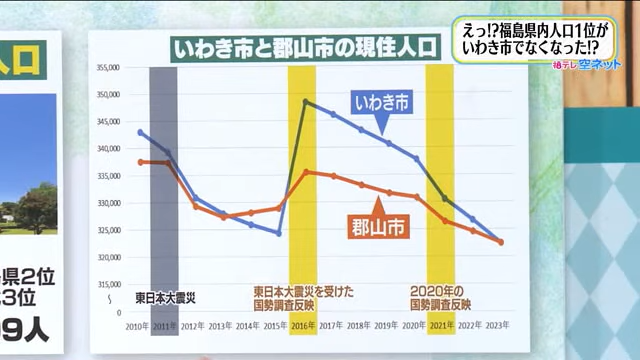 えっ!?福島県内人口1位が
いわき市でなくなった!?
福テレ空ネット
人口
いわき市と郡山市の現住人口
355,000
350,000
345,000
340,000
335,000
330,000
325,000
320,000
315,000
0
いわき市
郡山市
東日本大震災
東日本大震災を受けた
国勢調査反映
2020年の
国勢調査反映
2010年 2011年 2012年 2013年 2014年 2015年 2016年 2017年 2018年 2019年 2020年 2021年 2022年 2023年
県2位
3位
9人